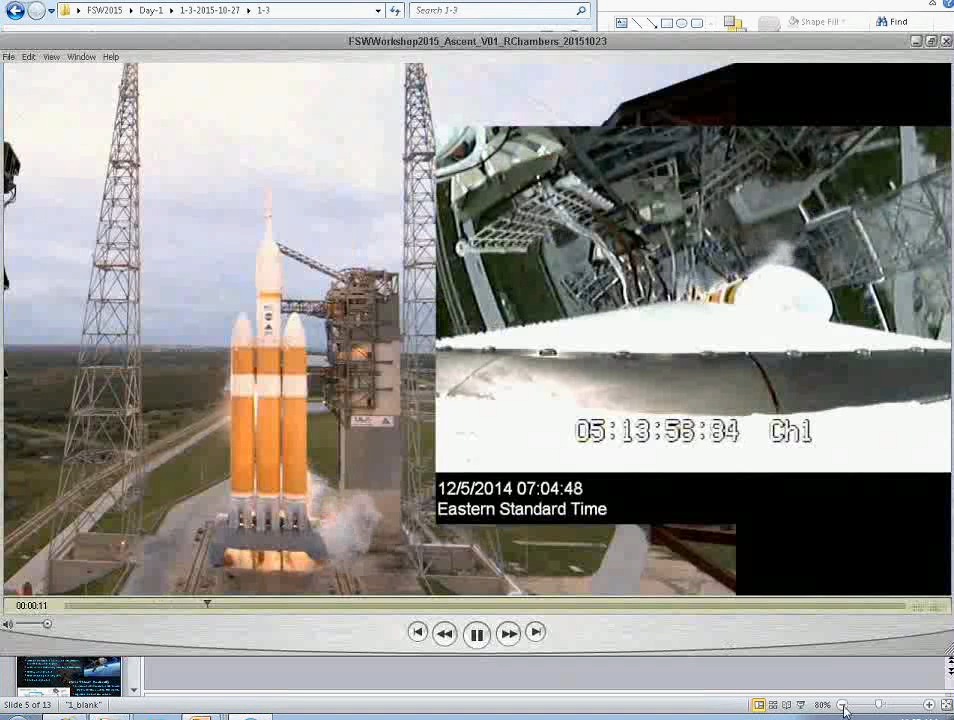 FSW2015 Day-1 1-3-2015-10-27 1-3
Search 1-3
Shape Fill
Find
FSWWorkshop2015_Ascent_V01_RChambers_20151023
File Edit View Window Help
ULA
05:13:58:84 Ch1
12/5/2014 07:04:48
Eastern Standard Time
00:00:11
Slide 5 of 13 "1_blank" 80%